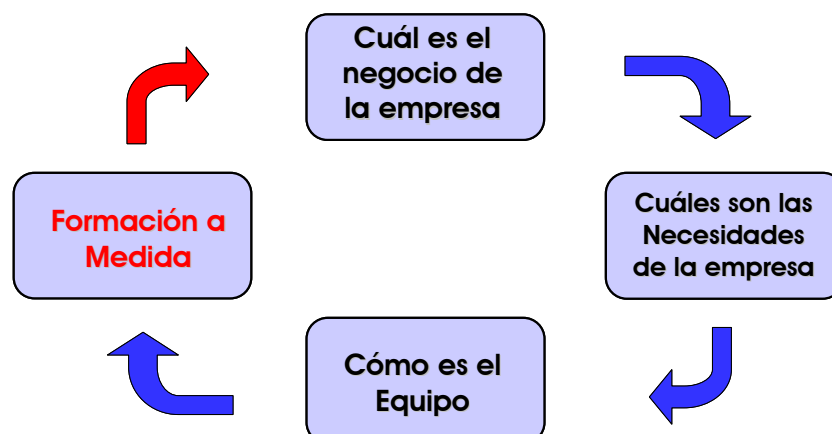 Cuál es el
negocio de
la empresa
Cuáles son las
Necesidades
de la empresa
Cómo es el
Equipo
Formación a
Medida